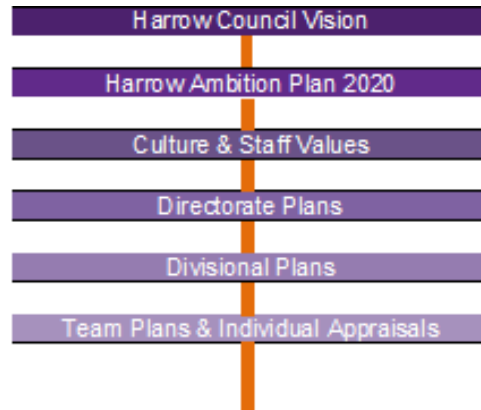 Harrow Council Vision
Harrow Ambition Plan 2020
Culture & Staff Values
Directorate Plans
Divisional Plans
Team Plans & Individual Appraisals